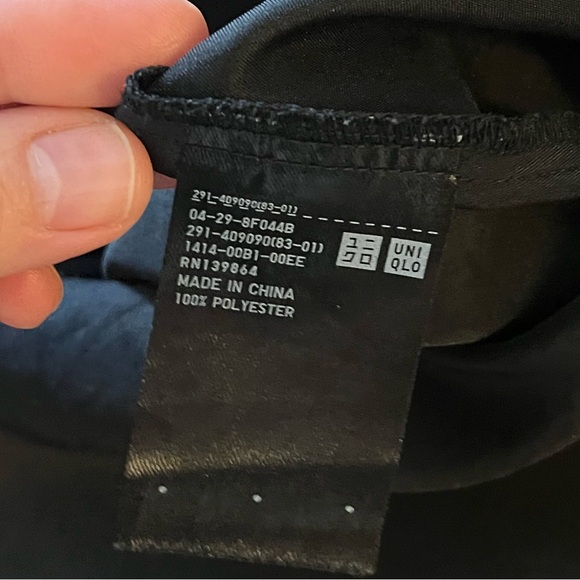 291-409090(83-01)
04-29-8F044B
291-409090(83-01)
1414-00B1-00EE
RN139864
MADE IN CHINA
100% POLYESTER
ユニ
クロ
UNI
QLO